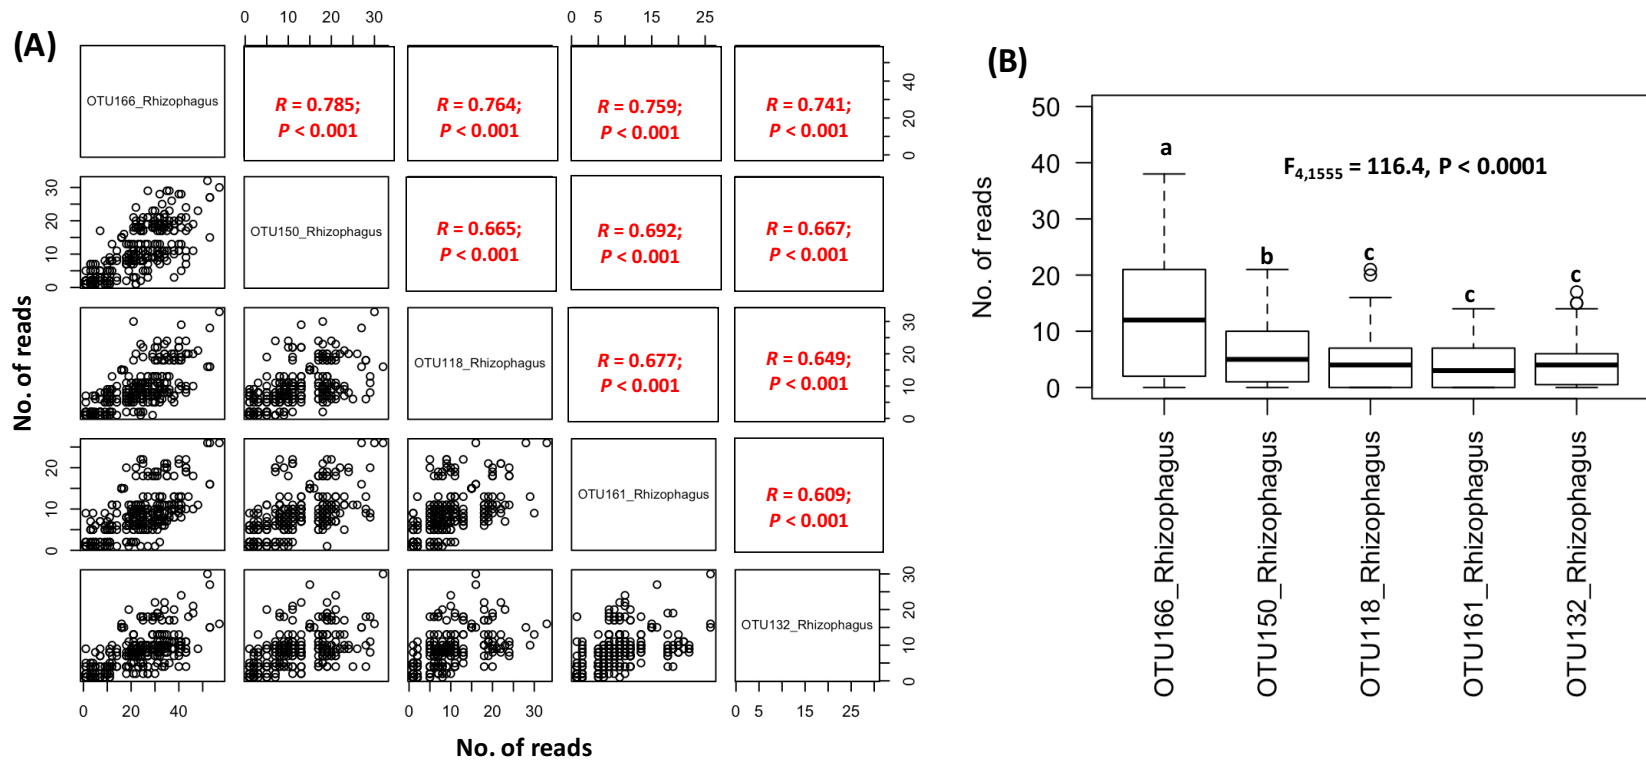 (A)
0 10 20 30
0 5 15 25
OTU166_Rhizophagus
R = 0.785;
P < 0.001
R = 0.764;
P < 0.001
R = 0.759;
P < 0.001
R = 0.741;
P < 0.001
0 20 40
0 10 20 30
OTU150_Rhizophagus
R = 0.665;
P < 0.001
R = 0.692;
P < 0.001
R = 0.667;
P < 0.001
No. of reads
OTU118_Rhizophagus
R = 0.677;
P < 0.001
R = 0.649;
P < 0.001
0 10 20 30
0 10 20
OTU161_Rhizophagus
R = 0.609;
P < 0.001
OTU132_Rhizophagus
0 10 20 30
0 20 40
0 10 20 30
0 5 15 25
No. of reads
(B)
No. of reads
50
40
30
20
10
0
a
b
c
c
c
F4,1555 = 116.4, P < 0.0001
OTU166_Rhizophagus
OTU150_Rhizophagus
OTU118_Rhizophagus
OTU161_Rhizophagus
OTU132_Rhizophagus